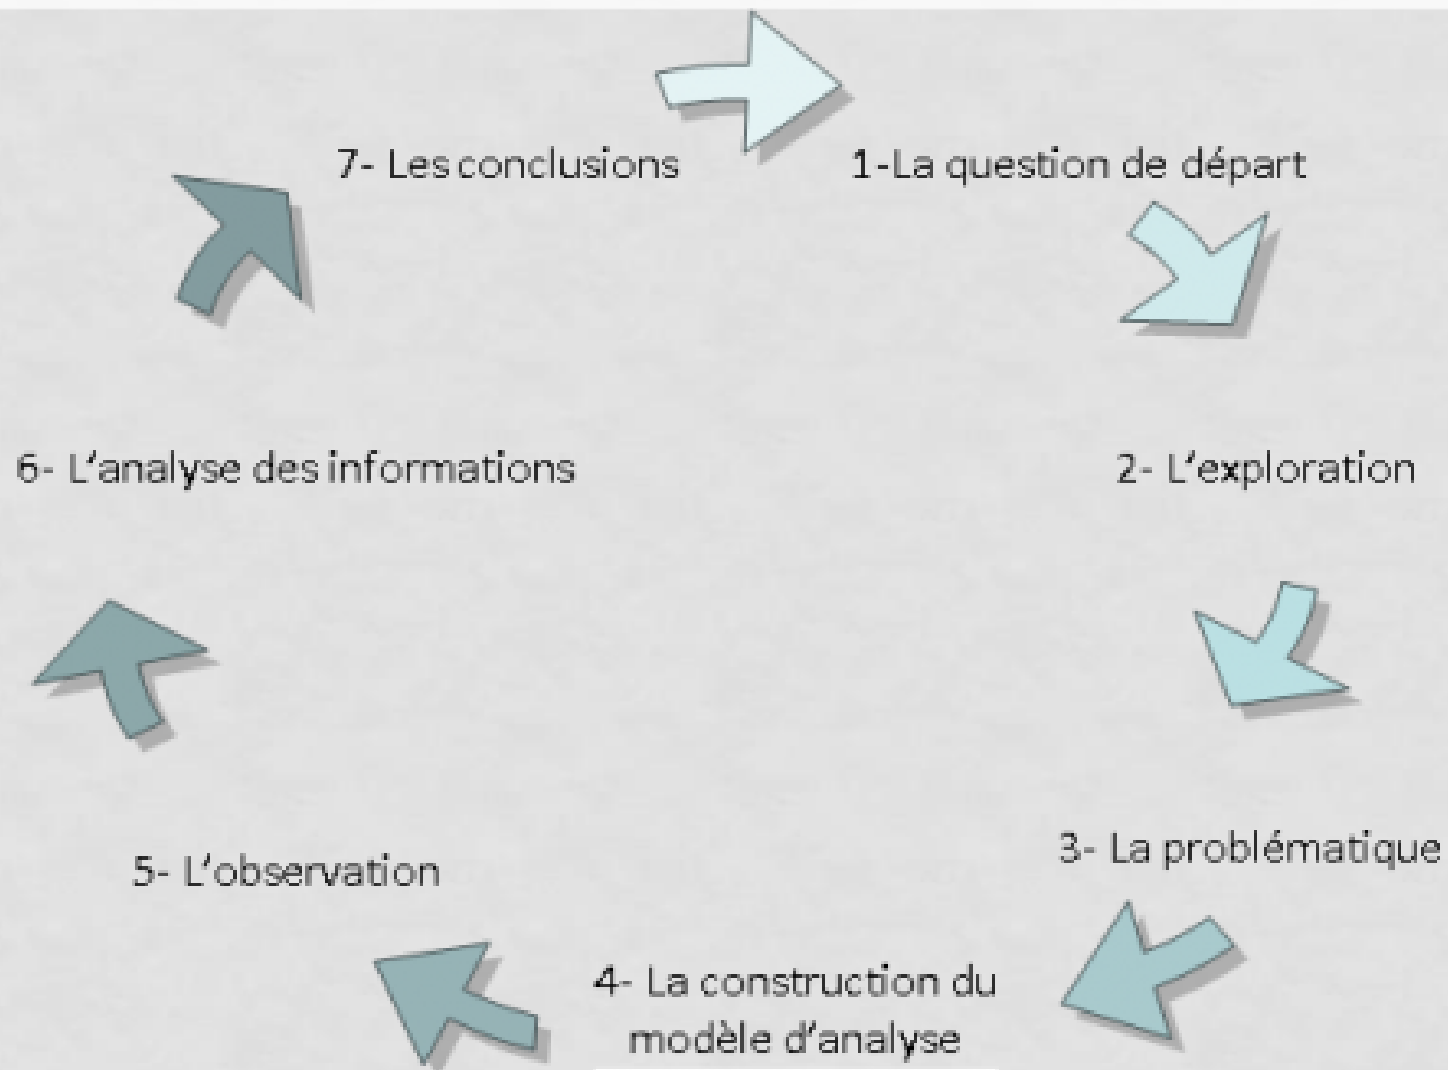 1-La question de départ
2- L’exploration
3- La problématique
4- La construction du
modèle d’analyse
5- L’observation
6- L’analyse des informations
7- Les conclusions